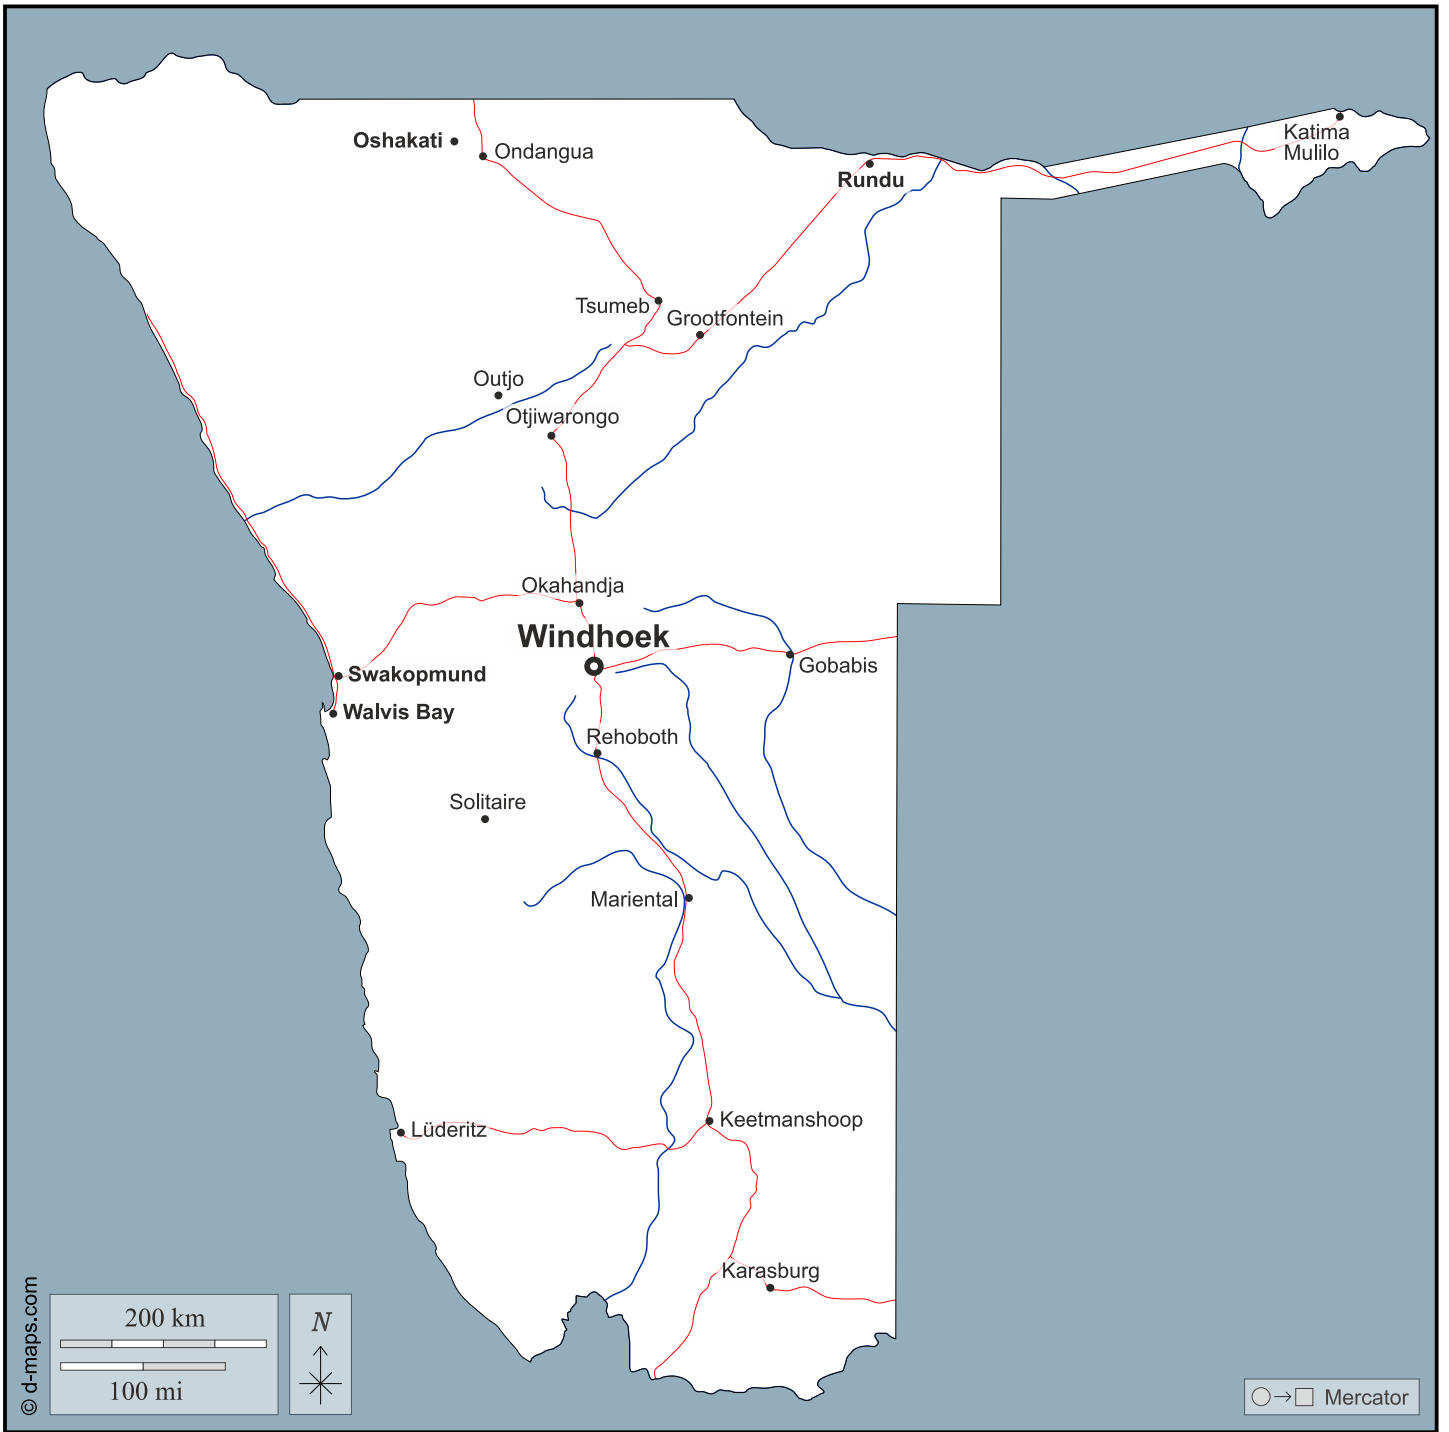 Oshakati
Ondangua
Katima
Mulilo
Rundu
Tsumeb
Grootfontein
Outjo
Otjiwarongo
Okahandja
Windhoek
Gobabis
Swakopmund
Walvis Bay
Rehoboth
Solitaire
Mariental
Keetmanshoop
Lüderitz
Karasburg
© d-maps.com
200 km
100 mi
N
Mercator